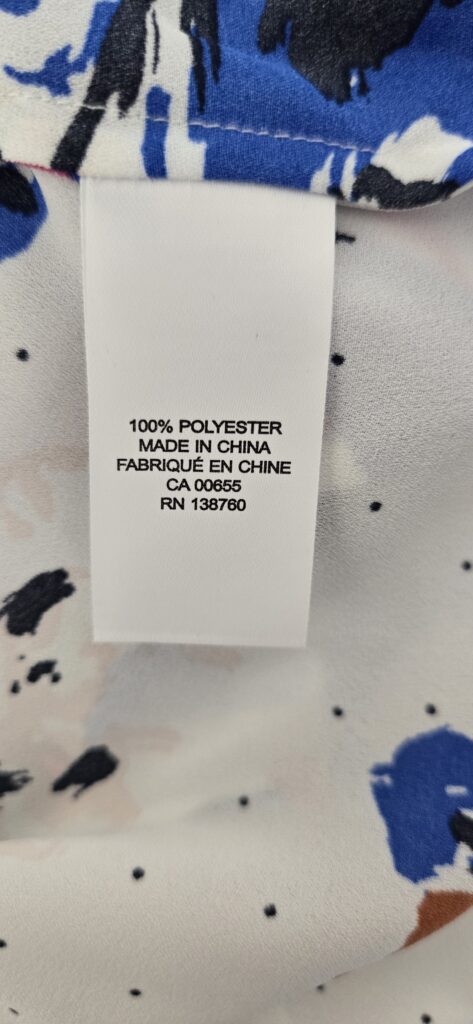 100% POLYESTER
MADE IN CHINA
FABRIQUÉ EN CHINE
CA 00655
RN 138760